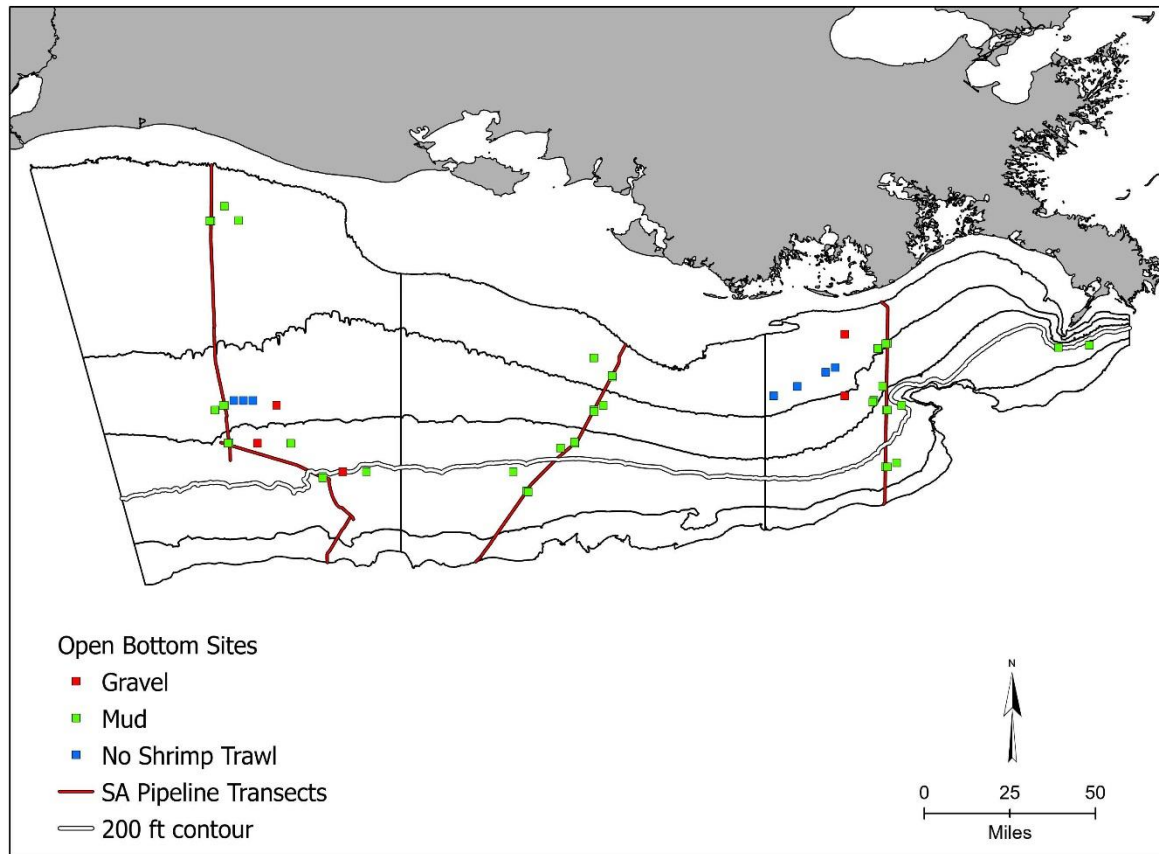 Open Bottom Sites
Gravel
Mud
No Shrimp Trawl
SA Pipeline Transects
200 ft contour
N
0 25 50
Miles